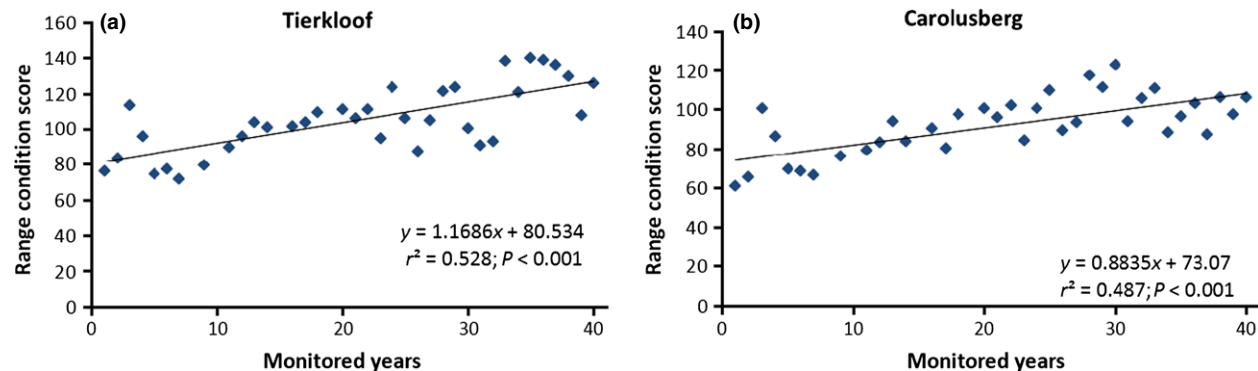 (a) Tierkloof
Range condition score
160
140
120
100
80
60
40
20
0
y = 1.1686x + 80.534
r² = 0.528; P < 0.001
0 10 20 30 40
Monitored years
(b) Carolusberg
Range condition score
140
120
100
80
60
40
20
0
y = 0.8835x + 73.07
r² = 0.487; P < 0.001
0 10 20 30 40
Monitored years